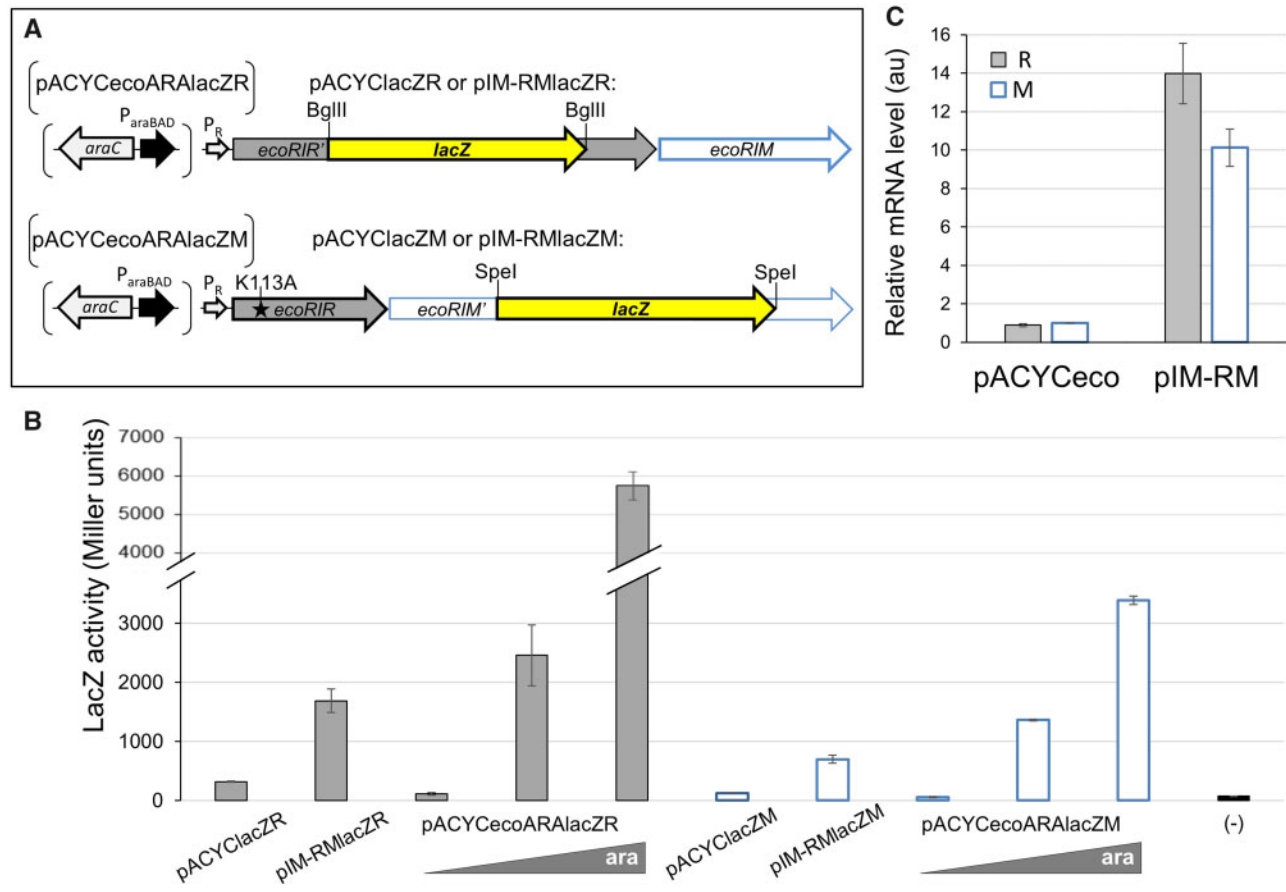 A
pACYCecoARAlacZR
pACYClacZR or pIM-RMlacZR:
BglII
BglII
ParaBAD
PR
araC
ecoRIR'
lacZ
ecoRIM
pACYCecoARAlacZM
pACYClacZM or pIM-RMlacZM:
ParaBAD
PR
K113A
SpeI
SpeI
araC
ecoRIR
ecoRIM'
lacZ
C
Relative mRNA level (au)
16
14
12
10
8
6
4
2
0
R
M
pACYCeco
pIM-RM
B
LacZ activity (Miller units)
7000
6000
5000
4000
3000
2000
1000
0
pACYClacZR
pIM-RMlacZR
pACYCecoARAlacZR
ara
pACYClacZM
pIM-RMlacZM
pACYCecoARAlacZM
ara
(-)